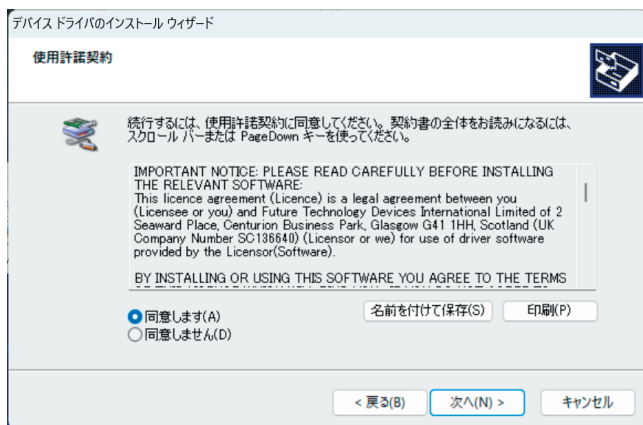 デバイス ドライバのインストール ウィザード
使用許諾契約
続行するには、使用許諾契約に同意してください。契約書の全体をお読みになるには、
スクロール バーまたは PageDown キーを使ってください。
IMPORTANT NOTICE: PLEASE READ CAREFULLY BEFORE INSTALLING
THE RELEVANT SOFTWARE:
This licence agreement (Licence) is a legal agreement between you
(Licensee or you) and Future Technology Devices International Limited of 2
Seaward Place, Centurion Business Park, Glasgow G41 1HH, Scotland (UK
Company Number SC136640) (Licensor or we) for use of driver software
provided by the Licensor(Software).
BY INSTALLING OR USING THIS SOFTWARE YOU AGREE TO THE TERMS
同意します(A)
名前を付けて保存(S)
印刷(P)
同意しません(D)
< 戻る(B)
次へ(N) >
キャンセル